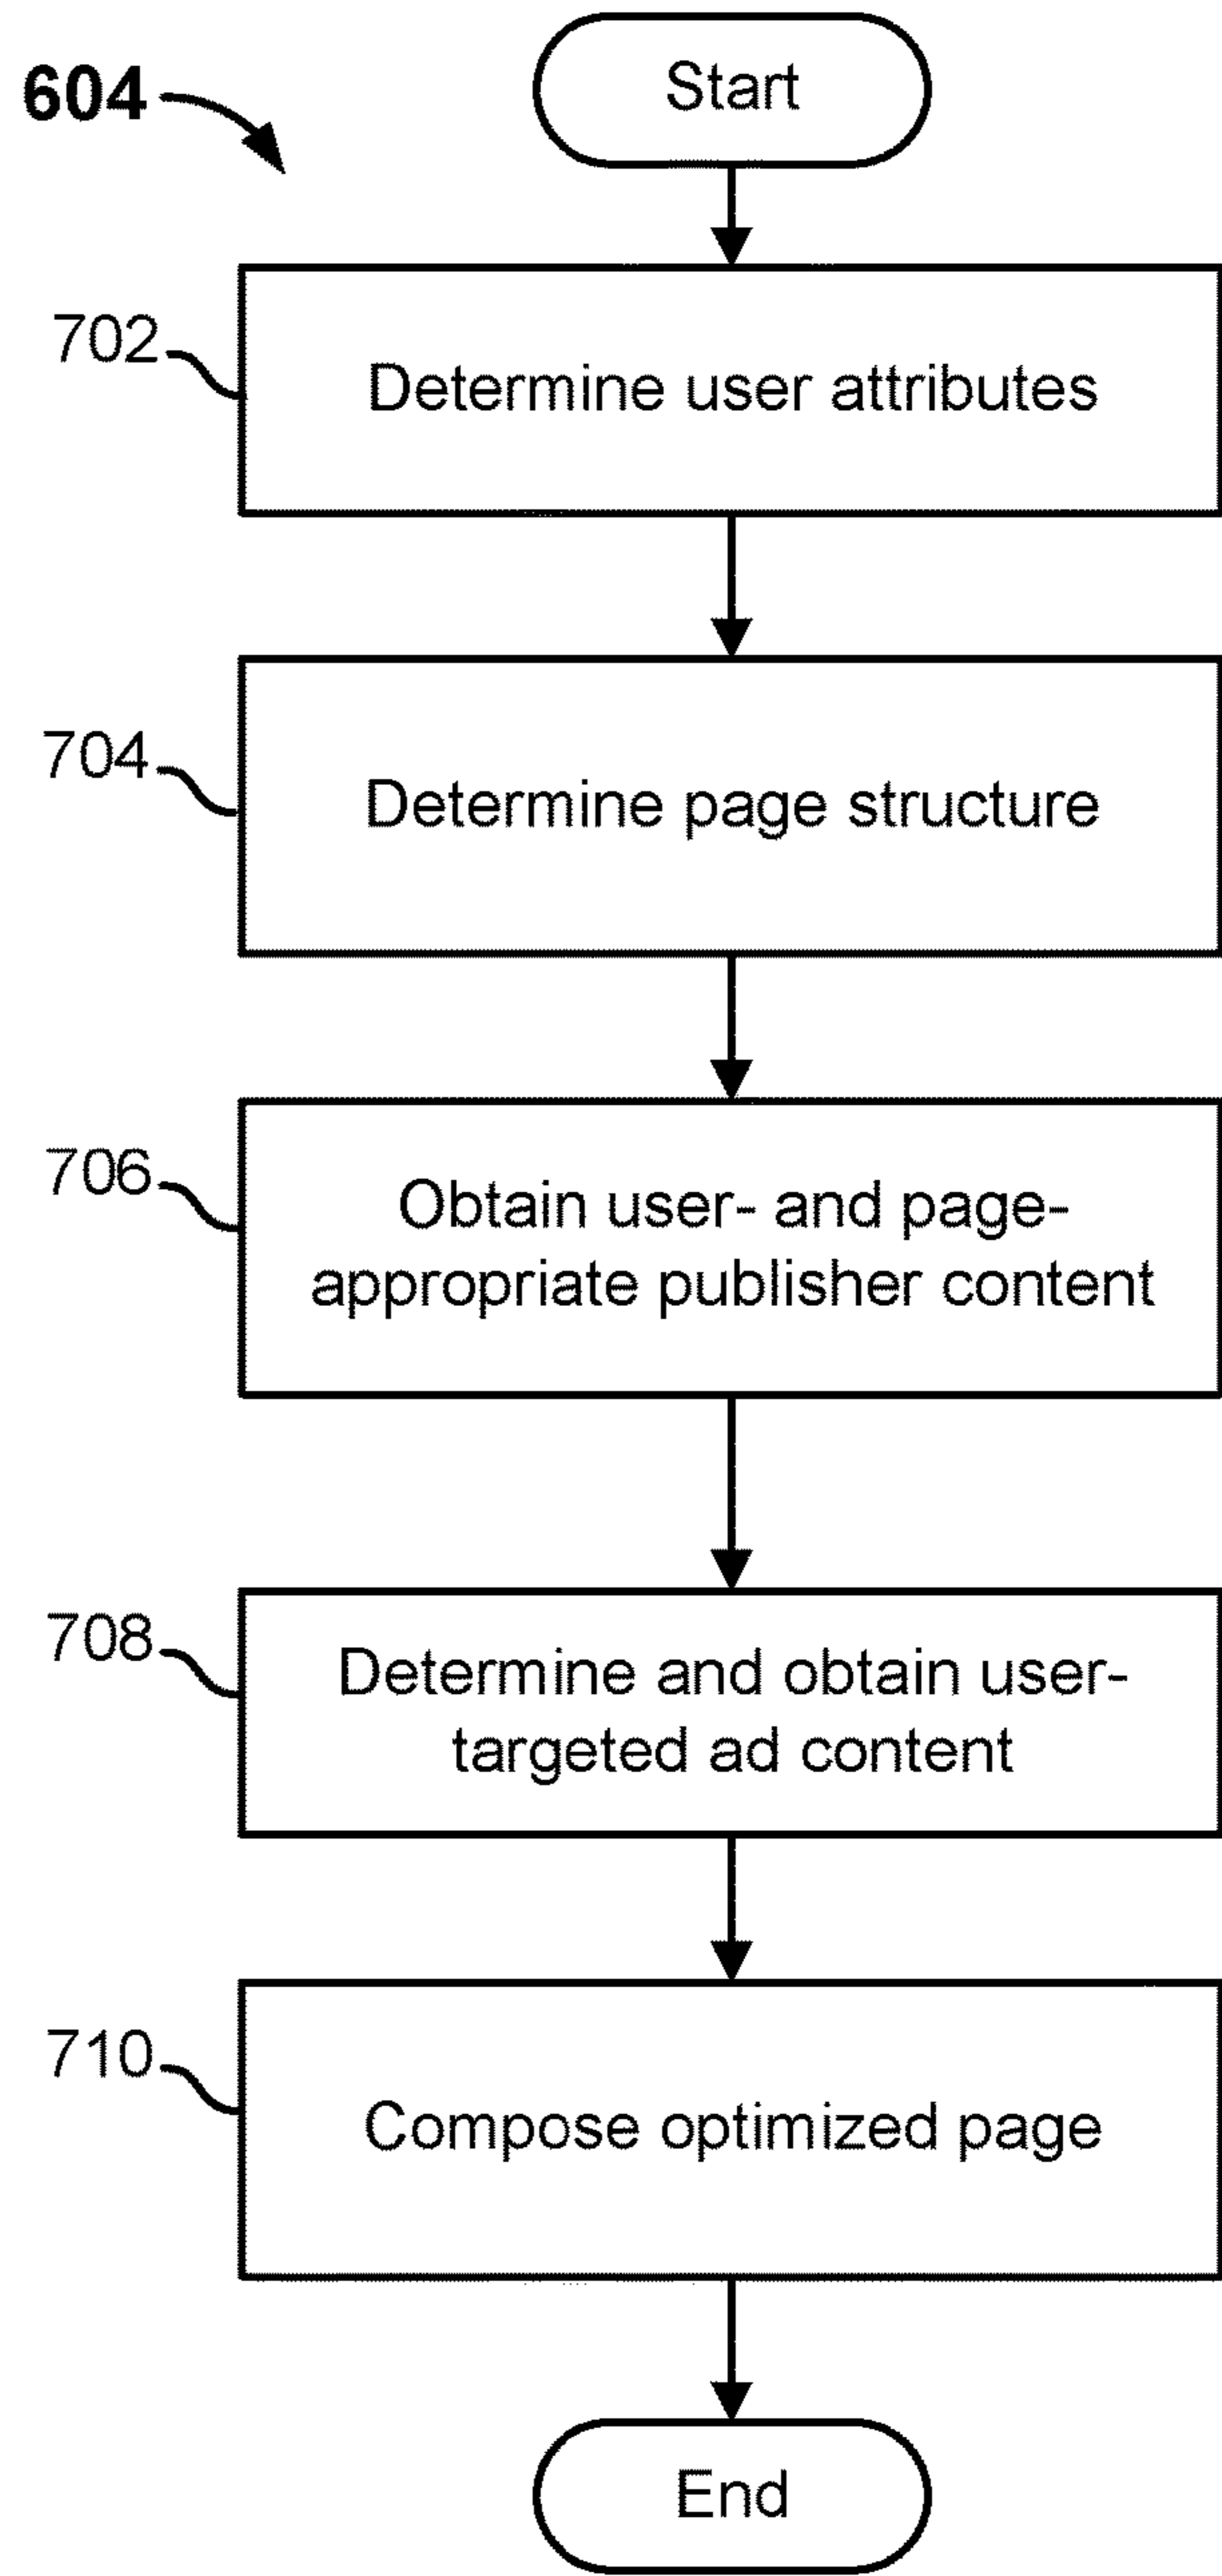 604
Start
702
Determine user attributes
704
Determine page structure
706
Obtain user- and page-
appropriate publisher content
708
Determine and obtain user-
targeted ad content
710
Compose optimized page
End